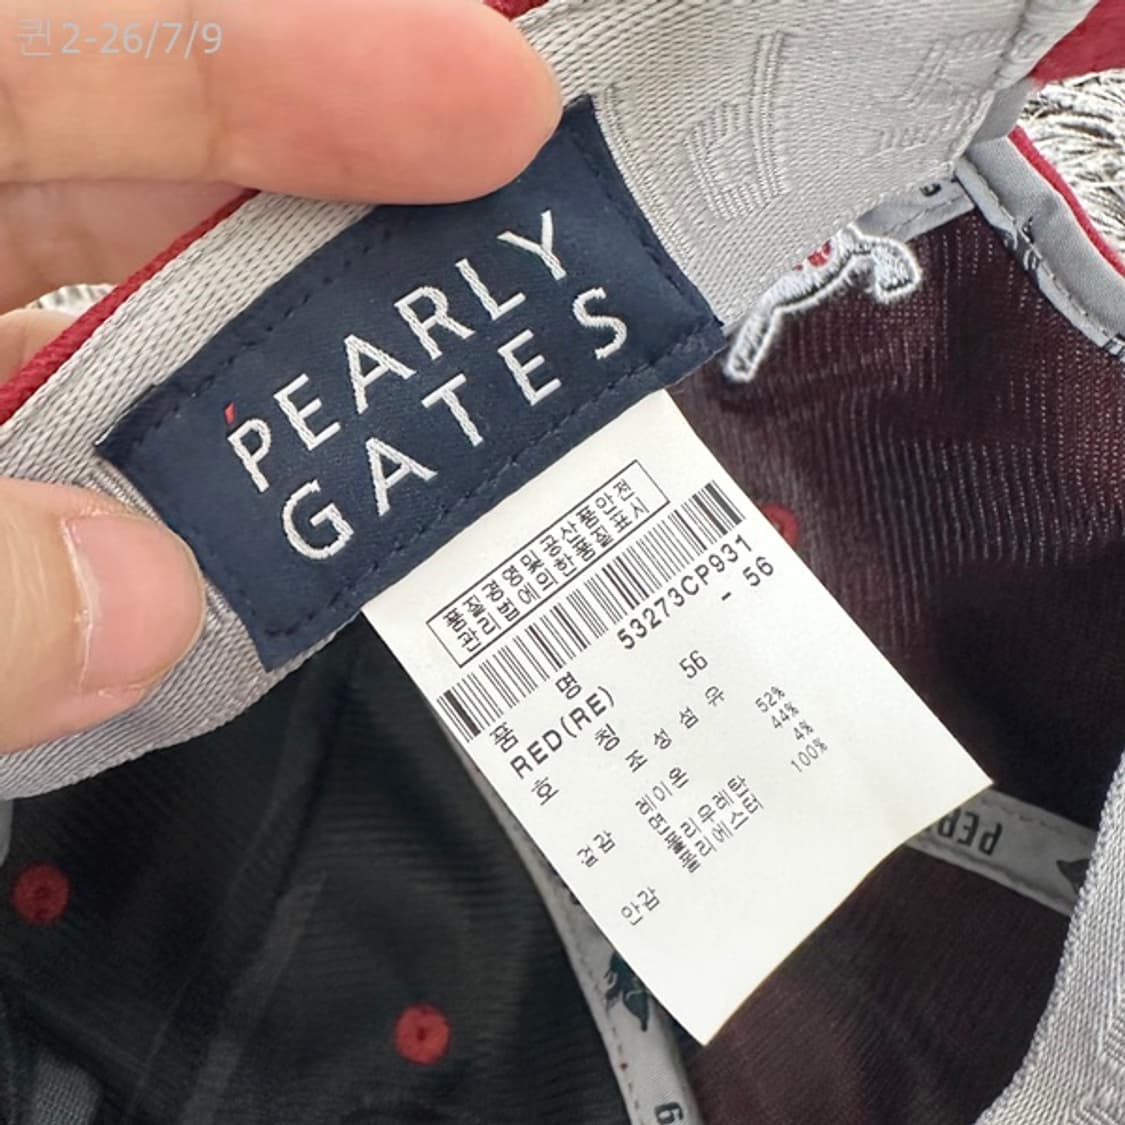 퀸2-26/7/9
PEARLY
GATES
품질경영및공산품안전
관리법에의한품질표시
53273CP931
- 56
품 명
RED(RE)
호 칭 56
조 성 섬 유
겉감 레이온 52%
면 44%
폴리우레탄 4%
안감 폴리에스터 100%